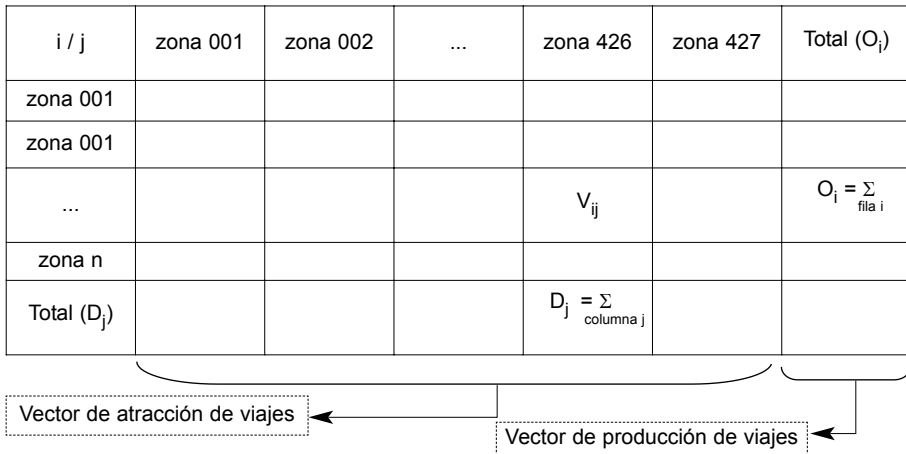 i / j zona 001 zona 002 ... zona 426 zona 427 Total (Oi)
zona 001
zona 001
... Vij Oi = Σ fila i
zona n
Total (Dj) Dj = Σ columna j
Vector de atracción de viajes
Vector de producción de viajes